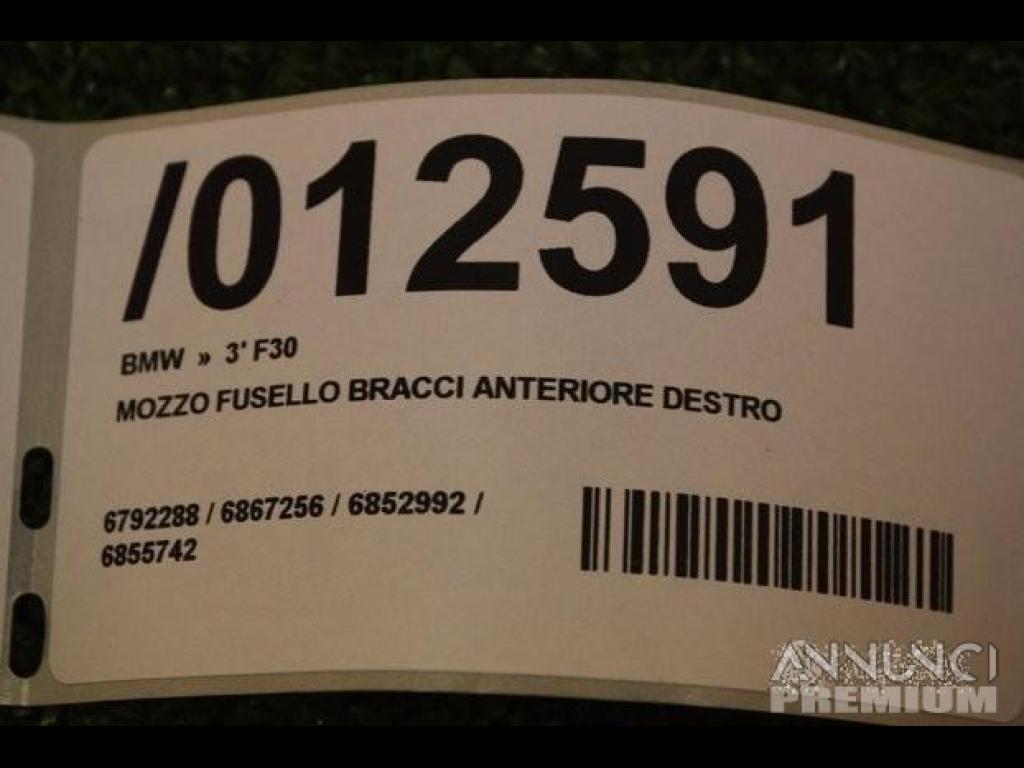 /012591
BMW » 3' F30
MOZZO FUSELLO BRACCI ANTERIORE DESTRO
6792288 / 6867256 / 6852992 /
6855742
ANNUNCI
PREMIUM